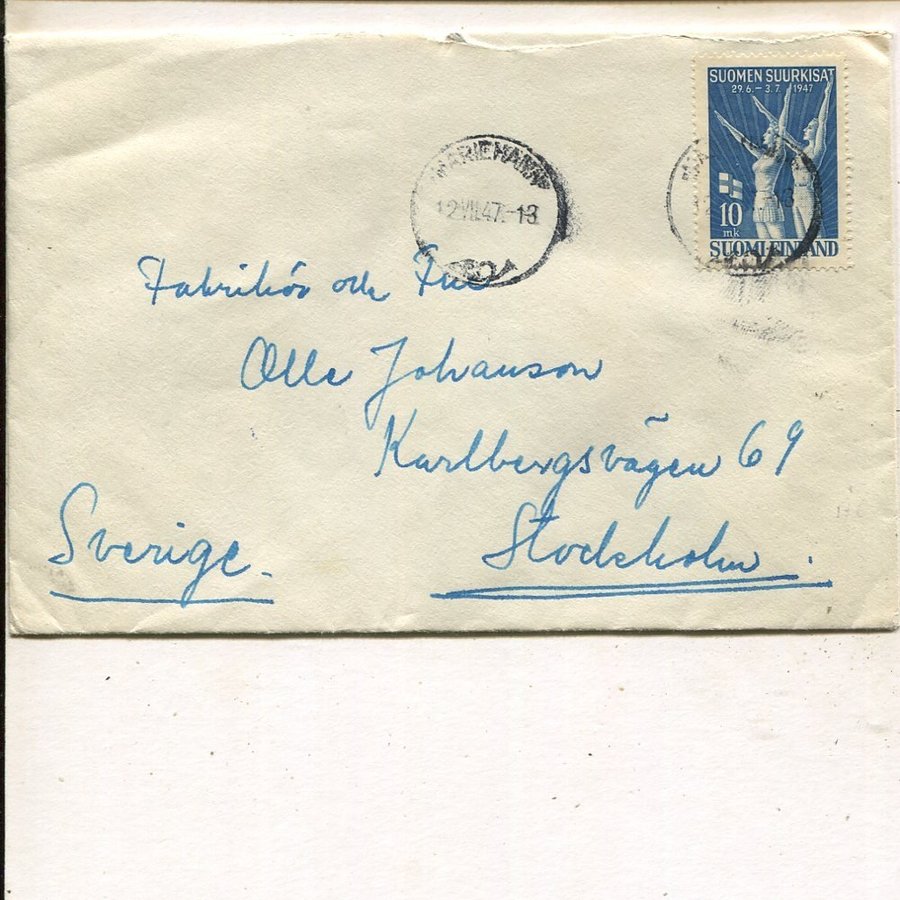 SUOMEN SUURKISAT
29.6.–3.7. 1947
10
mk
SUOMI-FINLAND
MARIEHAMN
12.VII.47.-13
Fabrikör och Fru
Olle Johanson
Karlbergsvägen 69
Stockholm.
Sverige.